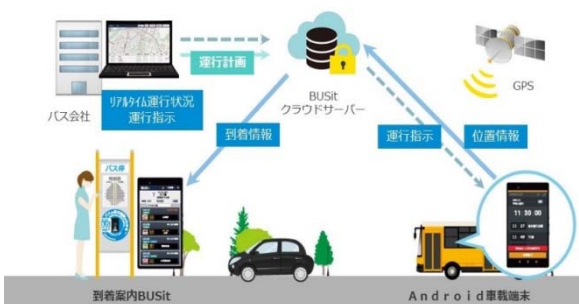 運行計画
BUSit
クラウドサーバー
GPS
バス会社
リアルタイム運行状況
運行指示
到着情報
運行指示
位置情報
バス停
11 30 00
到着案内BUSit
Android車載端末